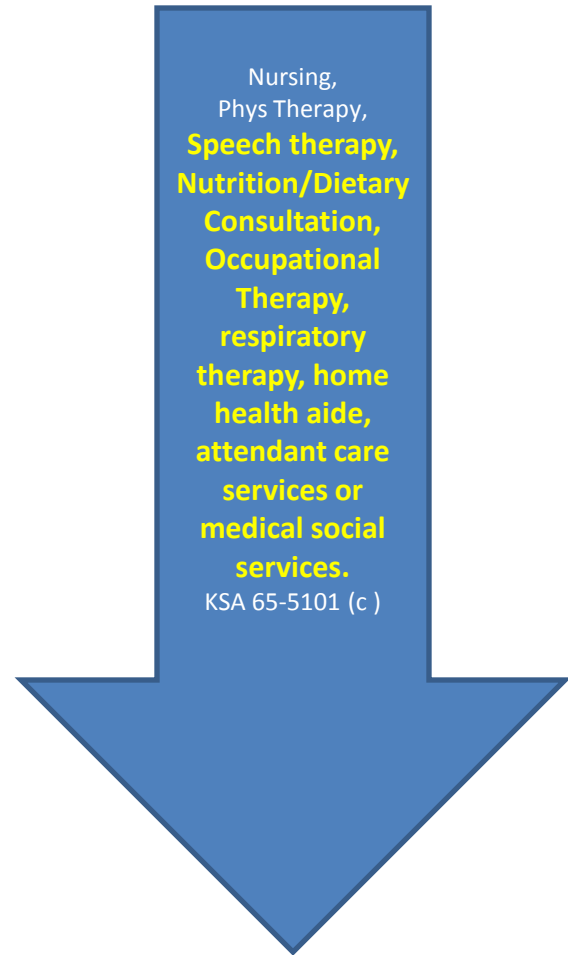 Nursing,
Phys Therapy,
Speech therapy,
Nutrition/Dietary
Consultation,
Occupational
Therapy,
respiratory
therapy, home
health aide,
attendant care
services or
medical social
services.
KSA 65-5101 (c )